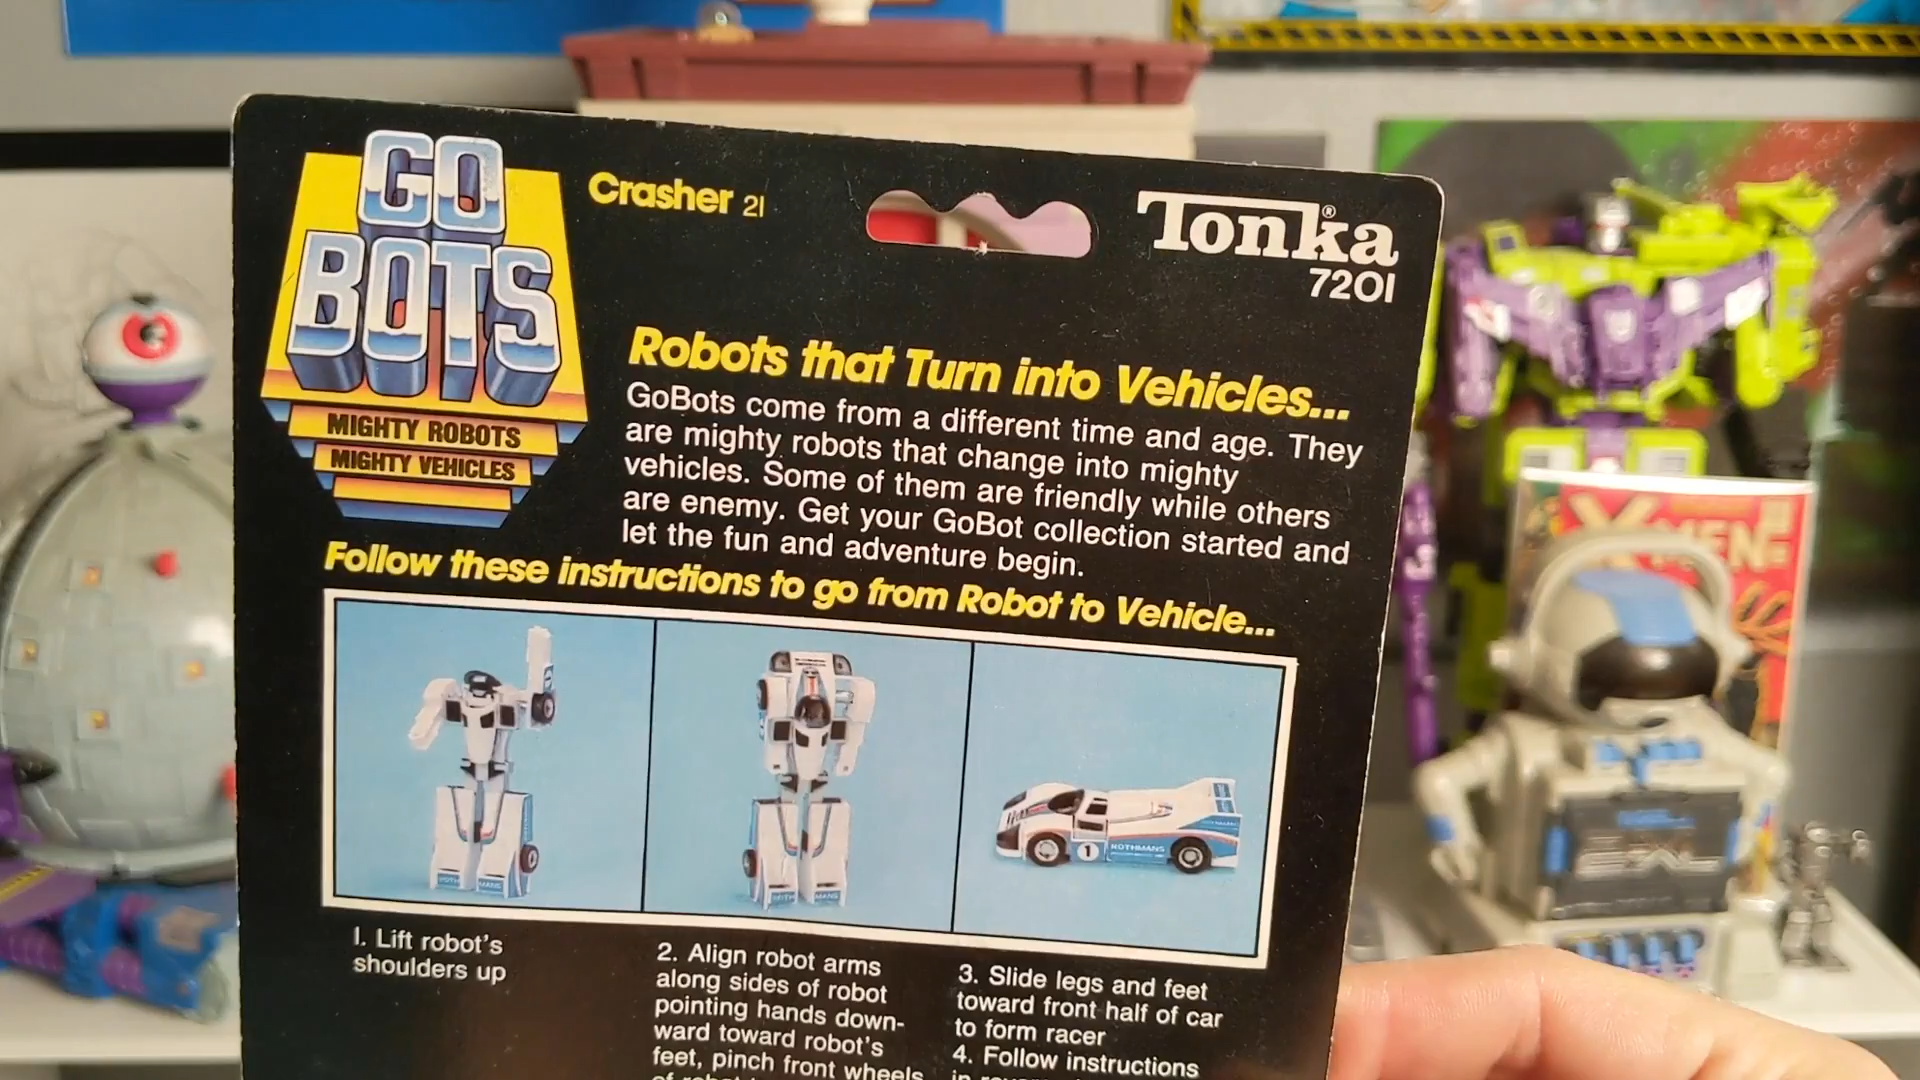 GO
BOTS
MIGHTY ROBOTS
MIGHTY VEHICLES
Crasher 21
Tonka®
7201
Robots that Turn into Vehicles...
GoBots come from a different time and age. They
are mighty robots that change into mighty
vehicles. Some of them are friendly while others
are enemy. Get your GoBot collection started and
let the fun and adventure begin.
Follow these instructions to go from Robot to Vehicle...
ROTH MANS
ROTH MANS
1 ROTHMANS
1. Lift robot's
shoulders up
2. Align robot arms
along sides of robot
pointing hands down-
ward toward robot's
feet, pinch front wheels
3. Slide legs and feet
toward front half of car
to form racer
4. Follow instructions
X-MEN